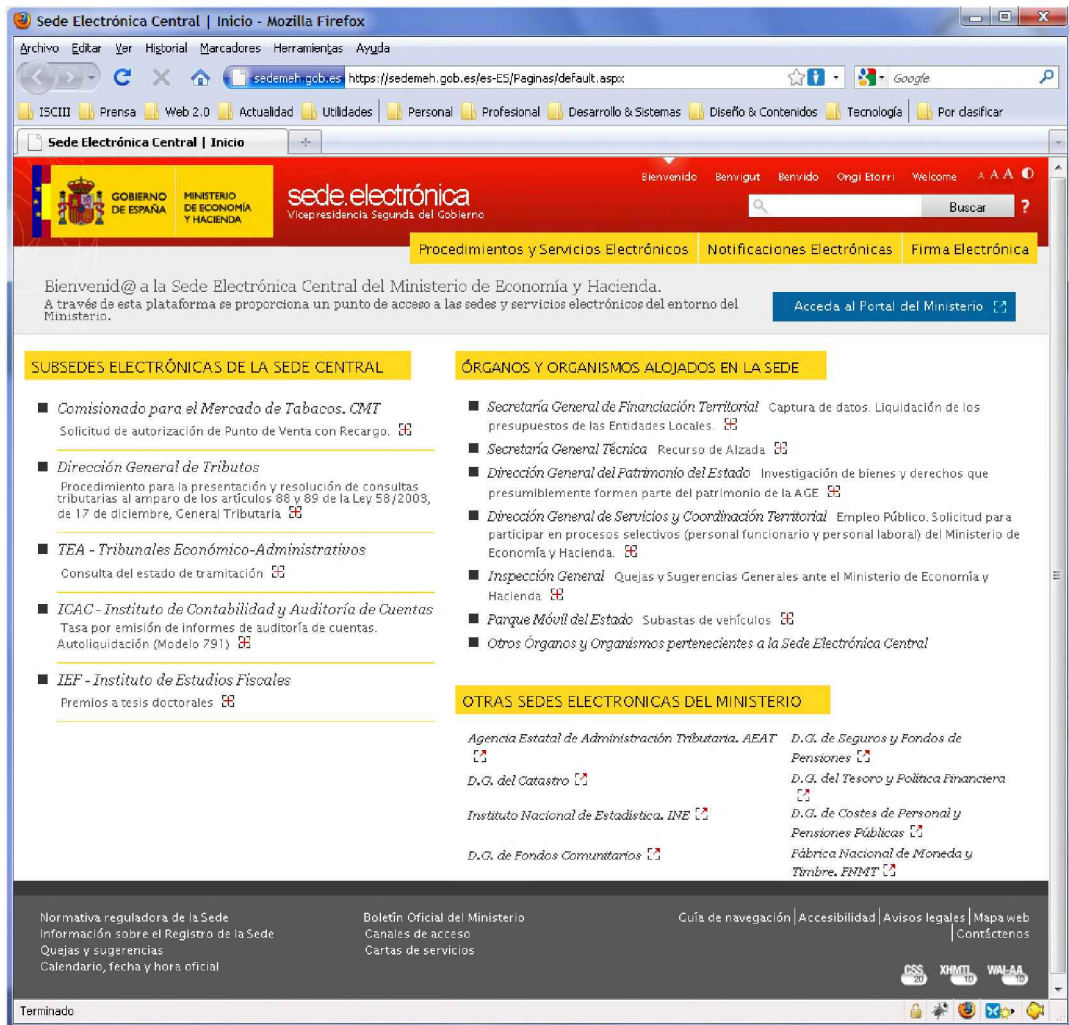 Sede Electrónica Central | Inicio - Mozilla Firefox
Archivo Editar Ver Historial Marcadores Herramientas Ayuda
sedemeh.gob.es https://sedemeh.gob.es/es-ES/Paginas/default.aspx
Google
ISCIII Prensa Web 2.0 Actualidad Utilidades Personal Profesional Desarrollo & Sistemas Diseño & Contenidos Tecnología Por clasificar
Sede Electrónica Central | Inicio
Bienvenido Benvigut Benvido Ongi Etorri Welcome A A A
GOBIERNO DE ESPAÑA
MINISTERIO DE ECONOMÍA Y HACIENDA
sede.electrónica
Vicepresidencia Segunda del Gobierno
Buscar ?
Procedimientos y Servicios Electrónicos Notificaciones Electrónicas Firma Electrónica
Bienvenid@ a la Sede Electrónica Central del Ministerio de Economía y Hacienda.
A través de esta plataforma se proporciona un punto de acceso a las sedes y servicios electrónicos del entorno del
Ministerio.
Acceda al Portal del Ministerio
SUBSEDES ELECTRÓNICAS DE LA SEDE CENTRAL
Comisionado para el Mercado de Tabacos. CMT
Solicitud de autorización de Punto de Venta con Recargo.
Dirección General de Tributos
Procedimiento para la presentación y resolución de consultas
tributarias al amparo de los artículos 88 y 89 de la Ley 58/2003,
de 17 de diciembre, General Tributaria
TEA - Tribunales Económico-Administrativos
Consulta del estado de tramitación
ICAC - Instituto de Contabilidad y Auditoría de Cuentas
Tasa por emisión de informes de auditoría de cuentas.
Autoliquidación (Modelo 791)
IEF - Instituto de Estudios Fiscales
Premios a tesis doctorales
ÓRGANOS Y ORGANISMOS ALOJADOS EN LA SEDE
Secretaría General de Financiación Territorial Captura de datos. Liquidación de los
presupuestos de las Entidades Locales.
Secretaría General Técnica Recurso de Alzada
Dirección General del Patrimonio del Estado Investigación de bienes y derechos que
presumiblemente formen parte del patrimonio de la AGE
Dirección General de Servicios y Coordinación Territorial Empleo Público. Solicitud para
participar en procesos selectivos (personal funcionario y personal laboral) del Ministerio de
Economía y Hacienda.
Inspección General Quejas y Sugerencias Generales ante el Ministerio de Economía y
Hacienda
Parque Móvil del Estado Subastas de vehículos
Otros Órganos y Organismos pertenecientes a la Sede Electrónica Central
OTRAS SEDES ELECTRONICAS DEL MINISTERIO
Agencia Estatal de Administración Tributaria. AEAT
D.G. del Catastro
Instituto Nacional de Estadística. INE
D.G. de Fondos Comunitarios
D.G. de Seguros y Fondos de
Pensiones
D.G. del Tesoro y Política Financiera
D.G. de Costes de Personal y
Pensiones Públicas
Fábrica Nacional de Moneda y
Timbre. FNMT
Normativa reguladora de la Sede
Información sobre el Registro de la Sede
Quejas y sugerencias
Calendario, fecha y hora oficial
Boletín Oficial del Ministerio
Canales de acceso
Cartas de servicios
Guía de navegación | Accesibilidad | Avisos legales | Mapa web
| Contáctenos
CSS 2.0 XHMTL 1.0 WAI-AA 1.0
Terminado